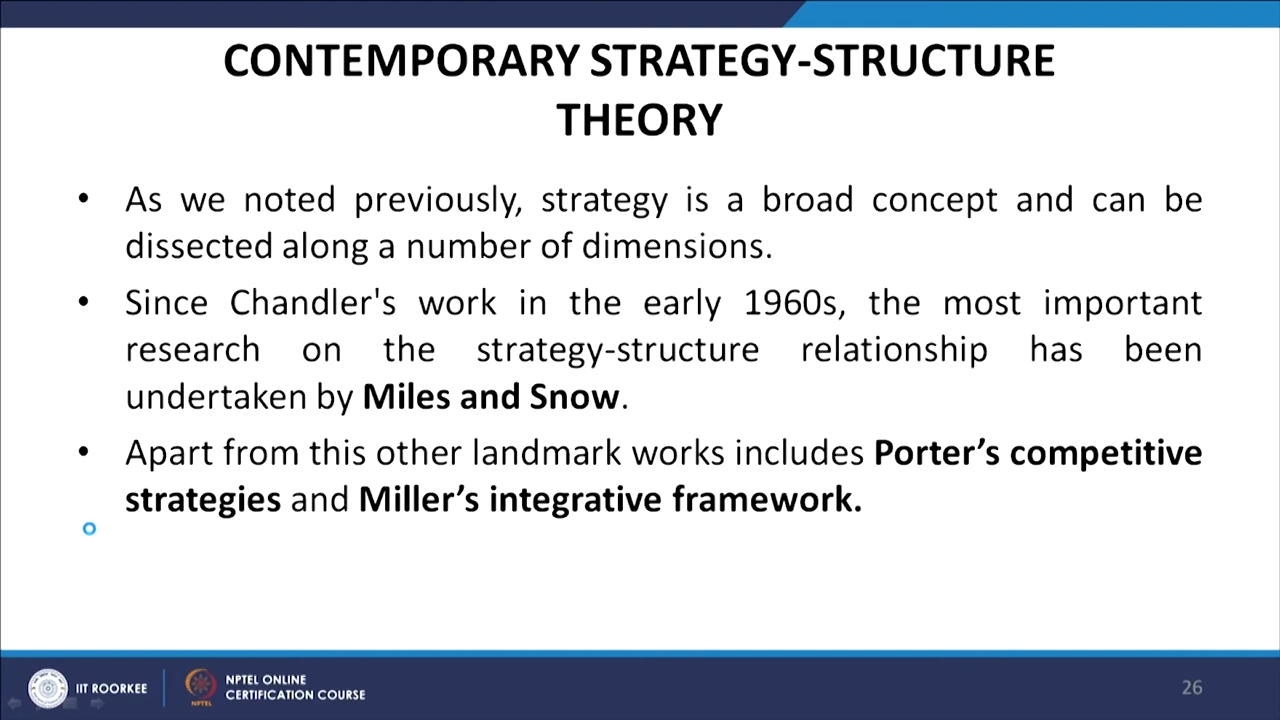 CONTEMPORARY STRATEGY-STRUCTURE
THEORY
• As we noted previously, strategy is a broad concept and can be
dissected along a number of dimensions.
• Since Chandler's work in the early 1960s, the most important
research on the strategy-structure relationship has been
undertaken by Miles and Snow.
• Apart from this other landmark works includes Porter’s competitive
strategies and Miller’s integrative framework.
IIT ROORKEE
NPTEL
NPTEL ONLINE
CERTIFICATION COURSE
26